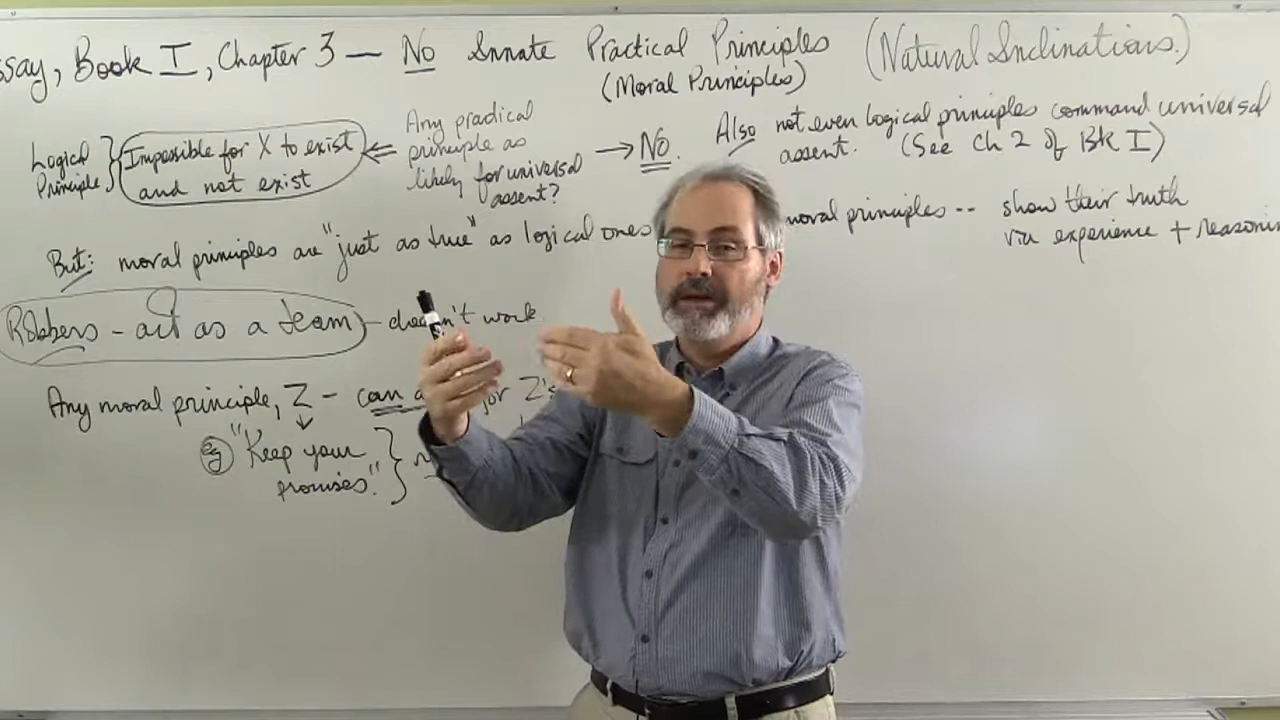 ssay, Book I, Chapter 3 — No Innate Practical Principles (Natural Inclinations.)
(Moral Principles)
Logical Principle } Impossible for X to exist and not exist
Any practical principle as likely for universal assent?
→ No.
Also not even logical principles command universal assent. (See Ch 2 of Bk I)
But: moral principles are "just as true" as logical ones
moral principles -- show their truth via experience + reasonin
Robbers - act as a team - doesn't work
Any moral principle, Z - can a for Z's
eg "Keep your promises."